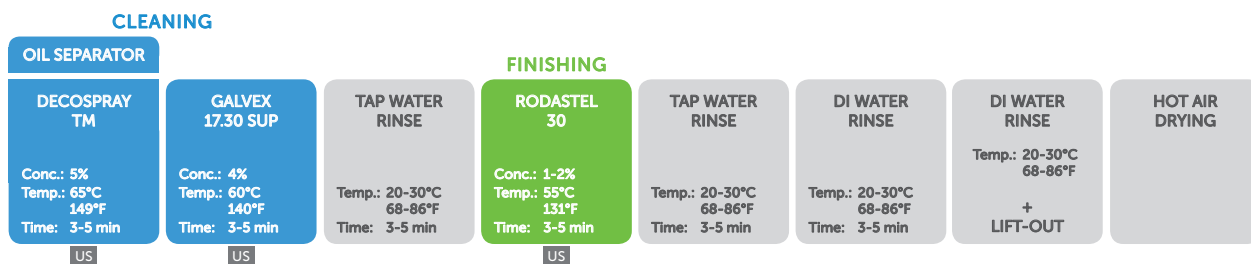 CLEANING
OIL SEPARATOR
DECOSPRAY
TM
Conc.: 5%
Temp.: 65°C
149°F
Time: 3-5 min
US
GALVEX
17.30 SUP
Conc.: 4%
Temp.: 60°C
140°F
Time: 3-5 min
US
TAP WATER
RINSE
Temp.: 20-30°C
68-86°F
Time: 3-5 min
FINISHING
RODASTEL
30
Conc.: 1-2%
Temp.: 55°C
131°F
Time: 3-5 min
US
TAP WATER
RINSE
Temp.: 20-30°C
68-86°F
Time: 3-5 min
DI WATER
RINSE
Temp.: 20-30°C
68-86°F
Time: 3-5 min
DI WATER
RINSE
Temp.: 20-30°C
68-86°F
+
LIFT-OUT
HOT AIR
DRYING